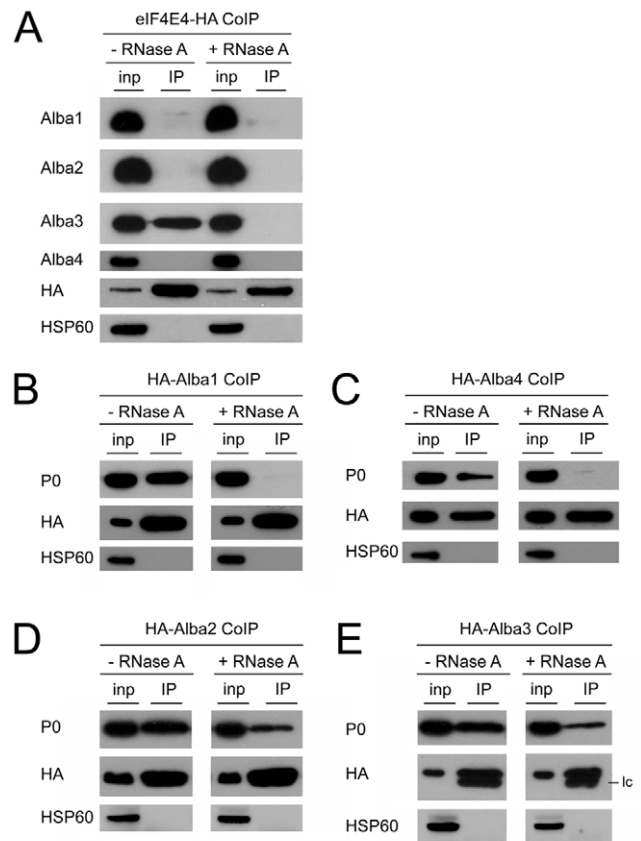 A
eIF4E4-HA CoIP
- RNase A + RNase A
inp IP inp IP
Alba1
Alba2
Alba3
Alba4
HA
HSP60
B
HA-Alba1 CoIP
- RNase A + RNase A
inp IP inp IP
P0
HA
HSP60
C
HA-Alba4 CoIP
- RNase A + RNase A
inp IP inp IP
P0
HA
HSP60
D
HA-Alba2 CoIP
- RNase A + RNase A
inp IP inp IP
P0
HA
HSP60
E
HA-Alba3 CoIP
- RNase A + RNase A
inp IP inp IP
P0
HA
lc
HSP60